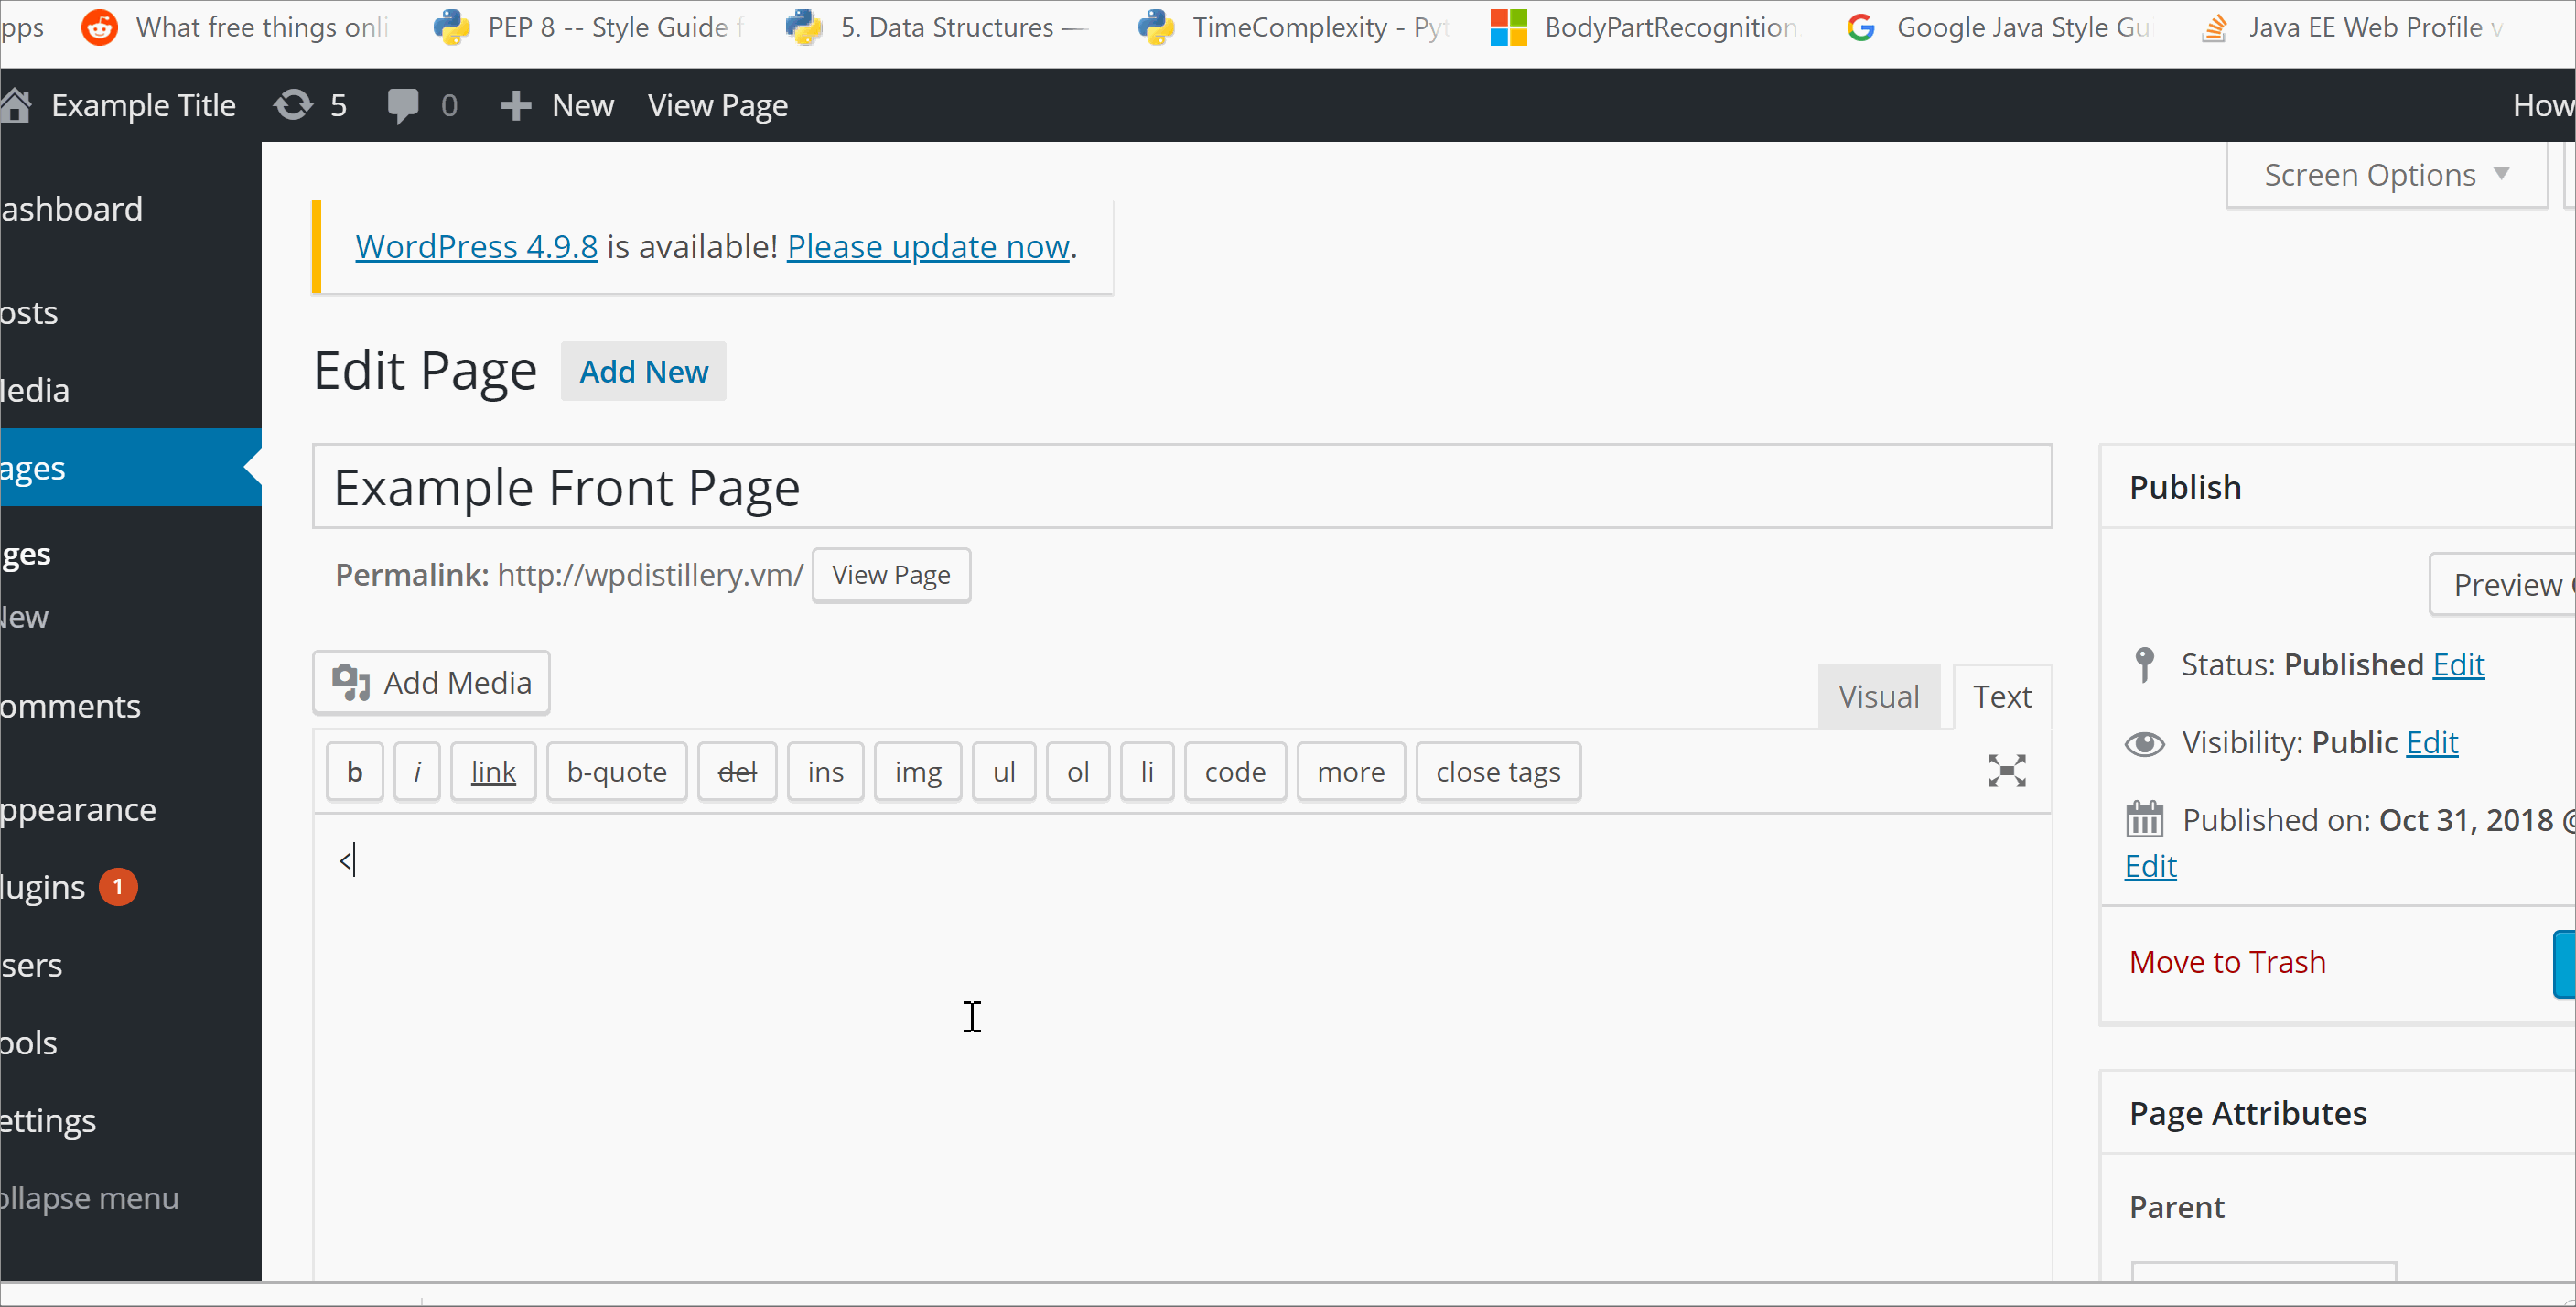 pps What free things onli PEP 8 -- Style Guide f 5. Data Structures — TimeComplexity - Pyt BodyPartRecognition Google Java Style Gu Java EE Web Profile v
Example Title 5 0 + New View Page How
ashboard
osts
ledia
ages
ges
New
omments
ppearance
lugins 1
sers
ools
ettings
ollapse menu
Screen Options
WordPress 4.9.8 is available! Please update now.
Edit Page Add New
Example Front Page
Permalink: http://wpdistillery.vm/ View Page
Add Media
Visual Text
b i link b-quote del ins img ul ol li code more close tags
<
Publish
Preview
Status: Published Edit
Visibility: Public Edit
Published on: Oct 31, 2018 @
Edit
Move to Trash
Page Attributes
Parent